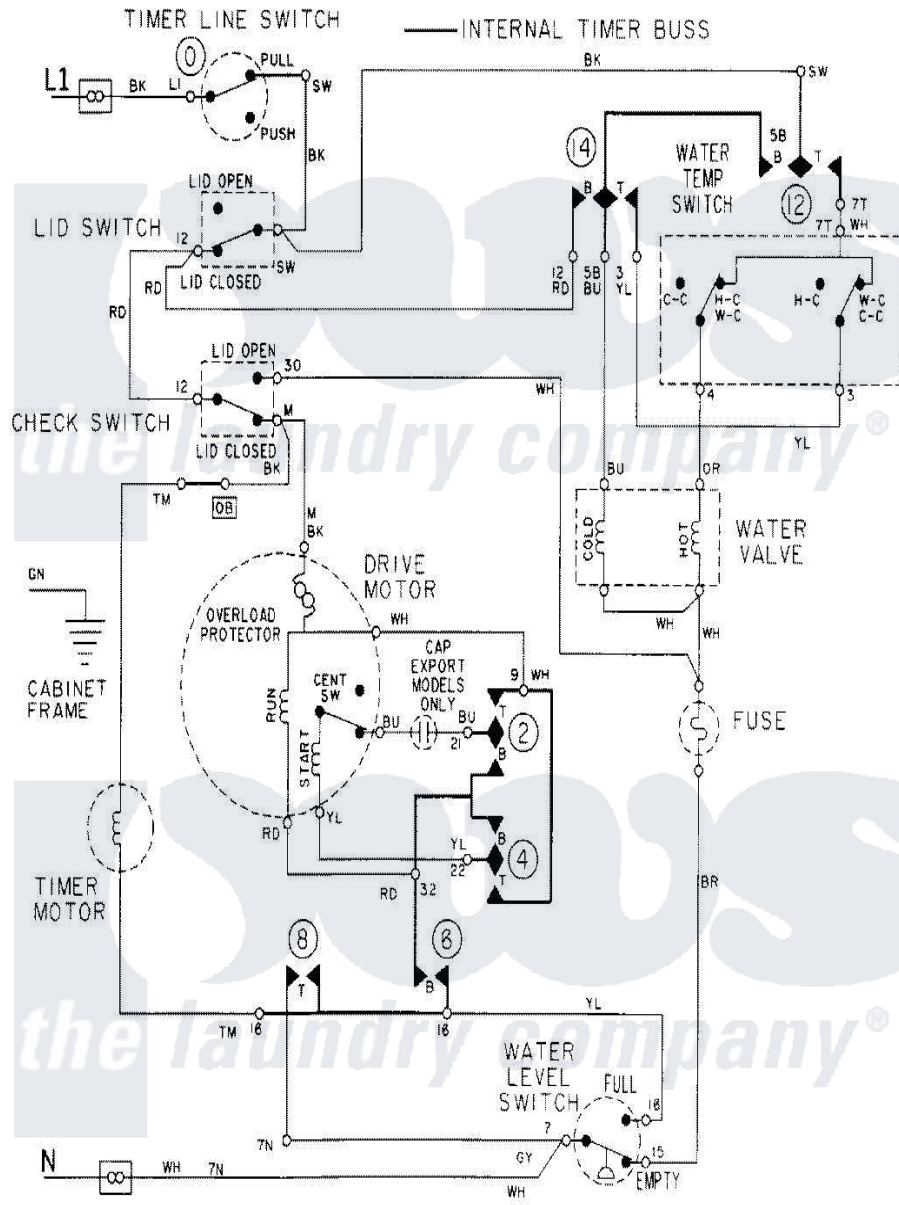 TIMER LINE SWITCH
INTERNAL TIMER BUSS
0
PULL
L1
BK
L1
SW
PUSH
BK
BK
SW
14
WATER
TEMP
SWITCH
5B
B
T
12
7T
7T
WH
LID OPEN
LID SWITCH
12
SW
LID CLOSED
RD
RD
B
T
12
RD
5B
BU
3
YL
C-C
H-C
W-C
H-C
W-C
C-C
4
3
YL
LID OPEN
30
WH
12
M
CHECK SWITCH
LID CLOSED
BK
TM
OB
M
BK
BU
OR
COLD
HOT
WATER
VALVE
WH
WH
GN
CABINET
FRAME
DRIVE
MOTOR
OVERLOAD
PROTECTOR
WH
CAP
EXPORT
MODELS
ONLY
9
WH
RUN
CENT
SW
START
BU
BU
21
T
2
B
FUSE
RD
YL
YL
22
B
4
T
RD
32
BR
TIMER
MOTOR
8
T
6
B
TM
16
16
YL
WATER
LEVEL
SWITCH
FULL
16
7N
7
GY
15
EMPTY
N
WH
7N
WH
the laundry company®
the laundry company®